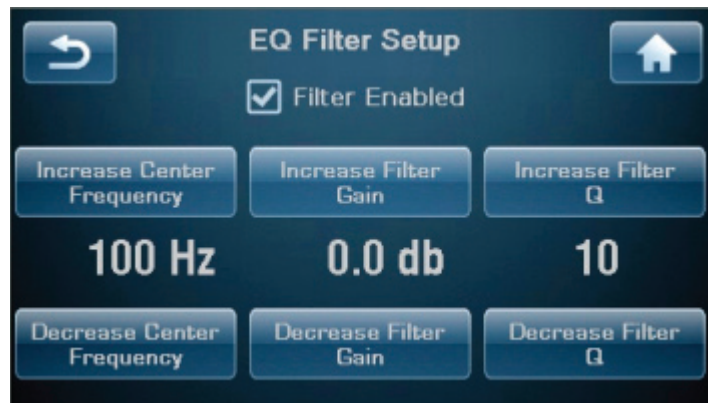 EQ Filter Setup
Filter Enabled
Increase Center
Frequency
Increase Filter
Gain
Increase Filter
Q
100 Hz
0.0 db
10
Decrease Center
Frequency
Decrease Filter
Gain
Decrease Filter
Q